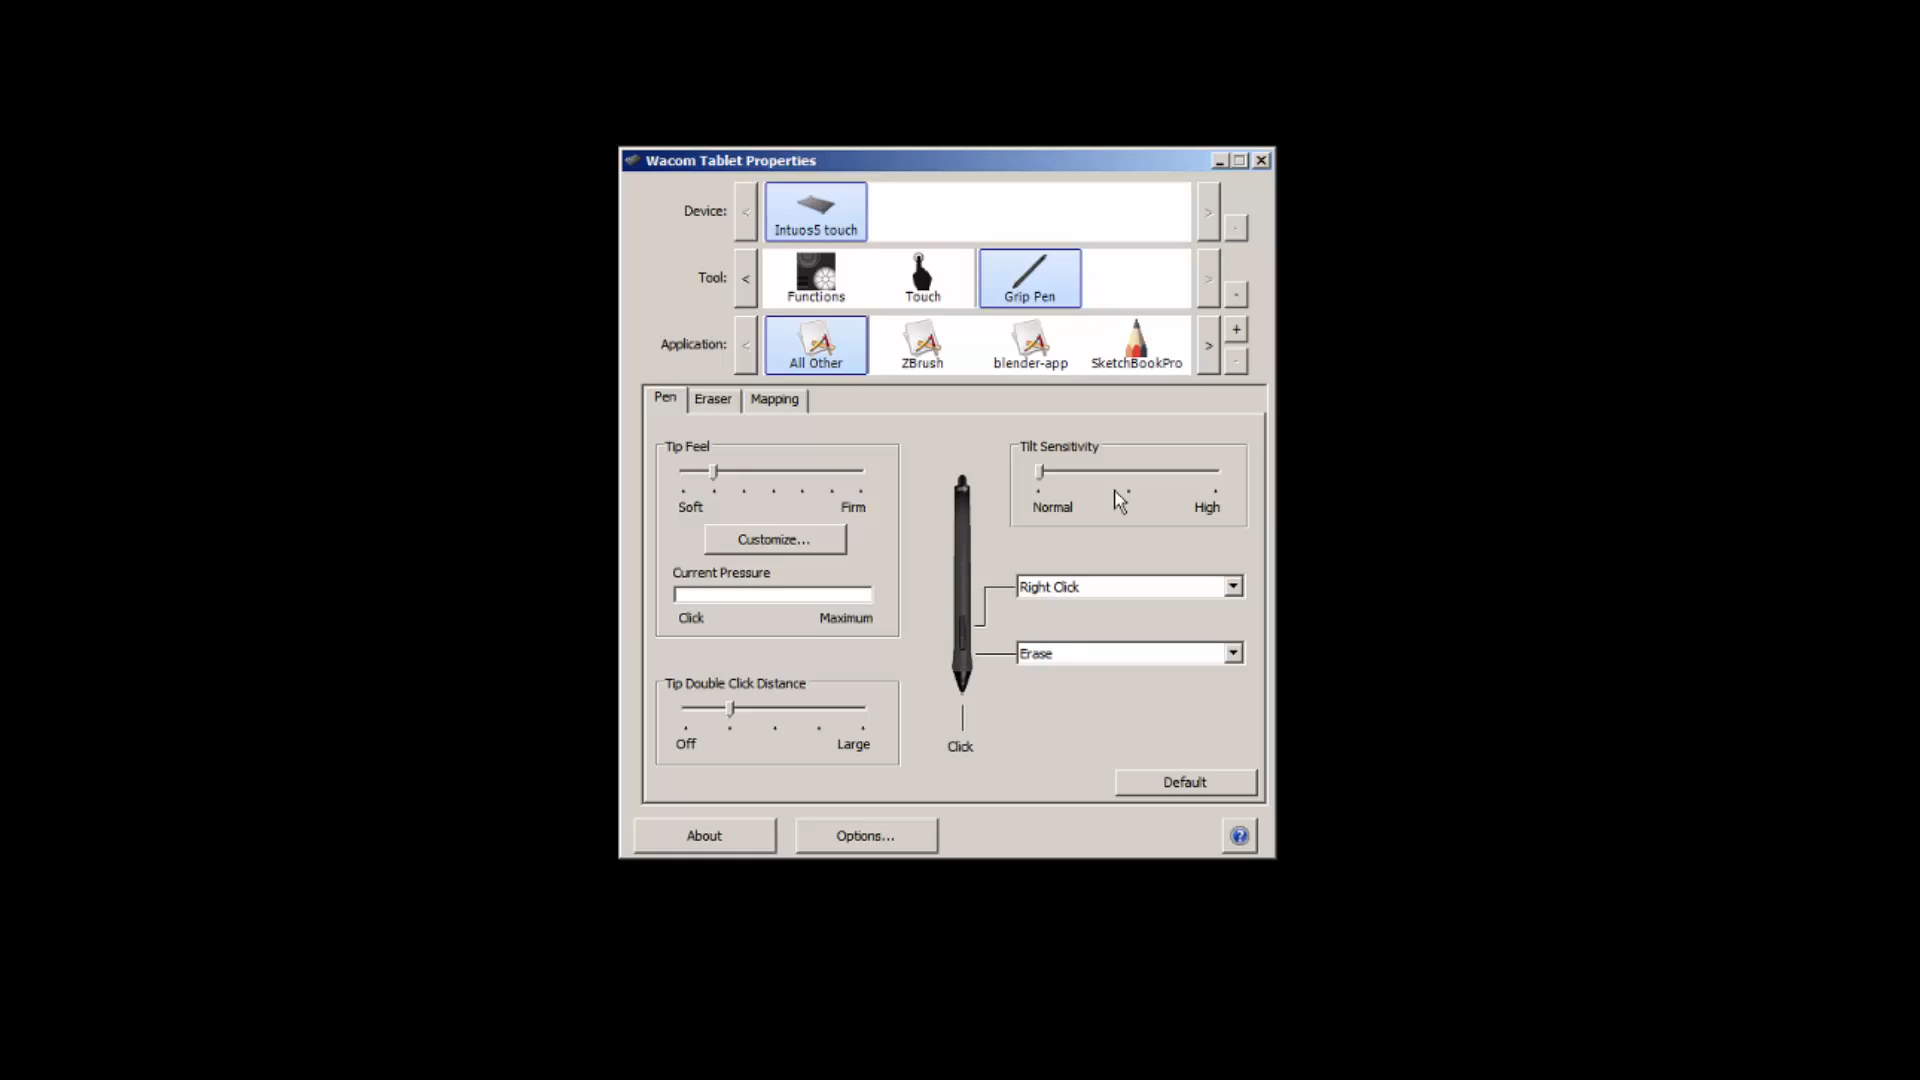 Wacom Tablet Properties
Device:
<
Intuos5 touch
>
-
Tool:
<
Functions
Touch
Grip Pen
>
-
Application:
<
All Other
ZBrush
blender-app
SketchBookPro
>
+
-
Pen
Eraser
Mapping
Tip Feel
Soft
Firm
Customize...
Current Pressure
Click
Maximum
Tip Double Click Distance
Off
Large
Click
Tilt Sensitivity
Normal
High
Right Click
Erase
Default
About
Options...
?